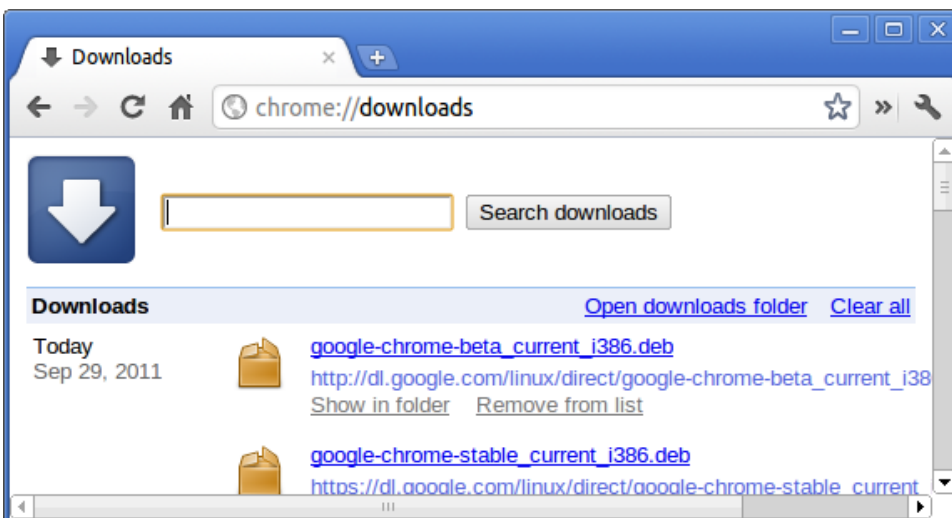 Downloads
chrome://downloads
Search downloads
Downloads Open downloads folder Clear all
Today google-chrome-beta_current_i386.deb
Sep 29, 2011 http://dl.google.com/linux/direct/google-chrome-beta_current_i38
Show in folder Remove from list
google-chrome-stable_current_i386.deb
https://dl.google.com/linux/direct/google-chrome-stable_current_